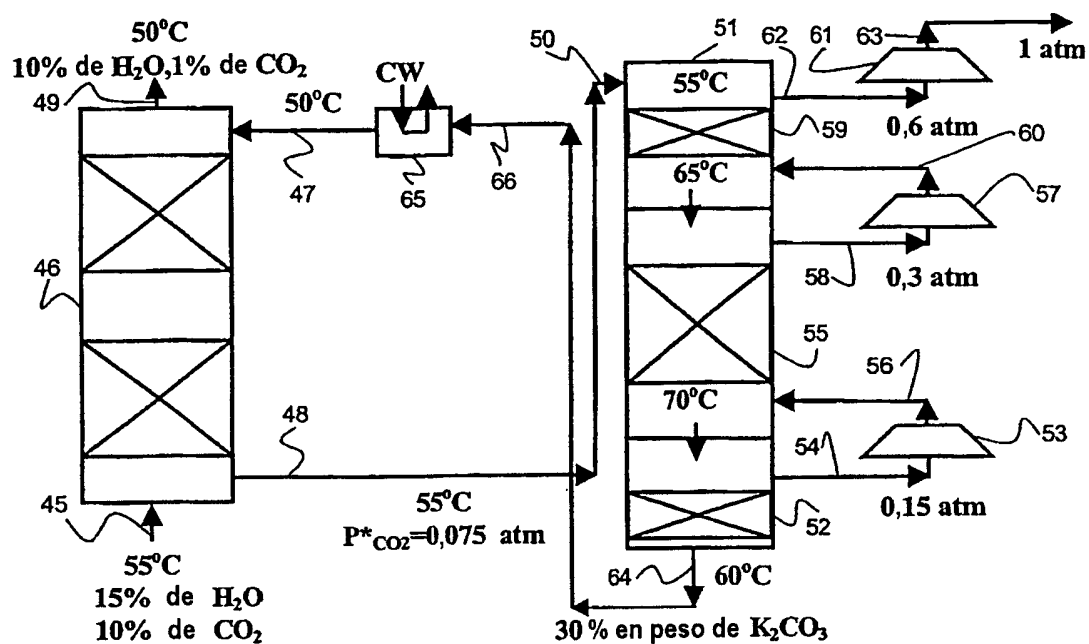 50°C
10% de H₂O,1% de CO₂
49
CW
50°C
47
65
66
50
51
62
61
63
1 atm
55°C
59
0,6 atm
60
65°C
57
58
0,3 atm
46
55
56
70°C
53
54
0,15 atm
52
48
55°C
P*CO2=0,075 atm
45
55°C
15% de H₂O
10% de CO₂
64
60°C
30 % en peso de K₂CO₃